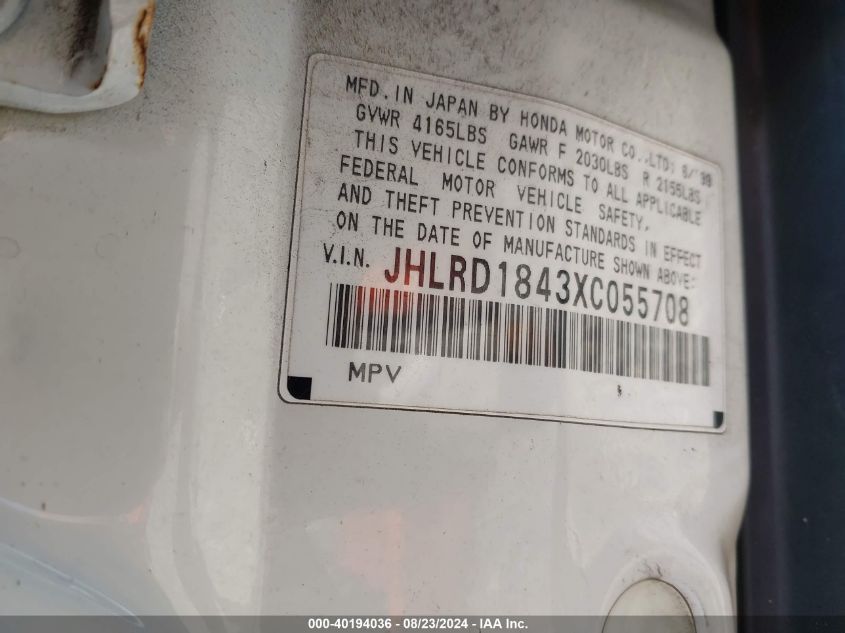 MFD. IN JAPAN BY HONDA MOTOR CO.,LTD: 6/'99
GVWR 4165LBS GAWR F 2030LBS R 2155LBS
THIS VEHICLE CONFORMS TO ALL APPLICABLE
FEDERAL MOTOR VEHICLE SAFETY,
AND THEFT PREVENTION STANDARDS IN EFFECT
ON THE DATE OF MANUFACTURE SHOWN ABOVE:
V.I.N. JHLRD1843XC055708
MPV
000-40194036 - 08/23/2024 - IAA Inc.